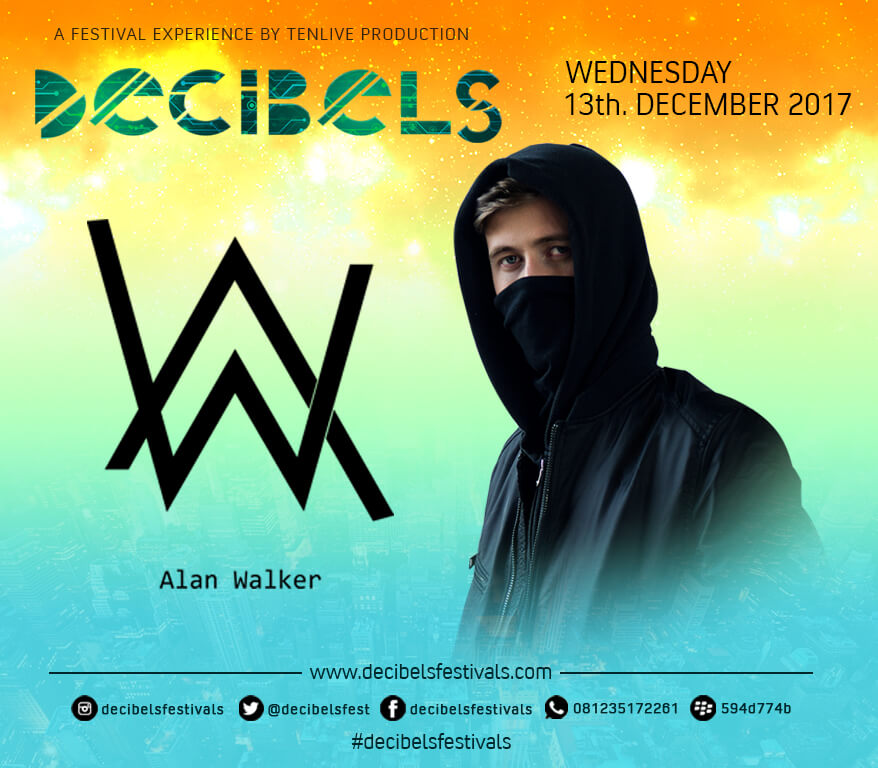 A FESTIVAL EXPERIENCE BY TENLIVE PRODUCTION
DECIBELS
WEDNESDAY
13th. DECEMBER 2017
Alan Walker
www.decibelsfestivals.com
decibelsfestivals @decibelsfest decibelsfestivals 081235172261 594d774b
#decibelsfestivals